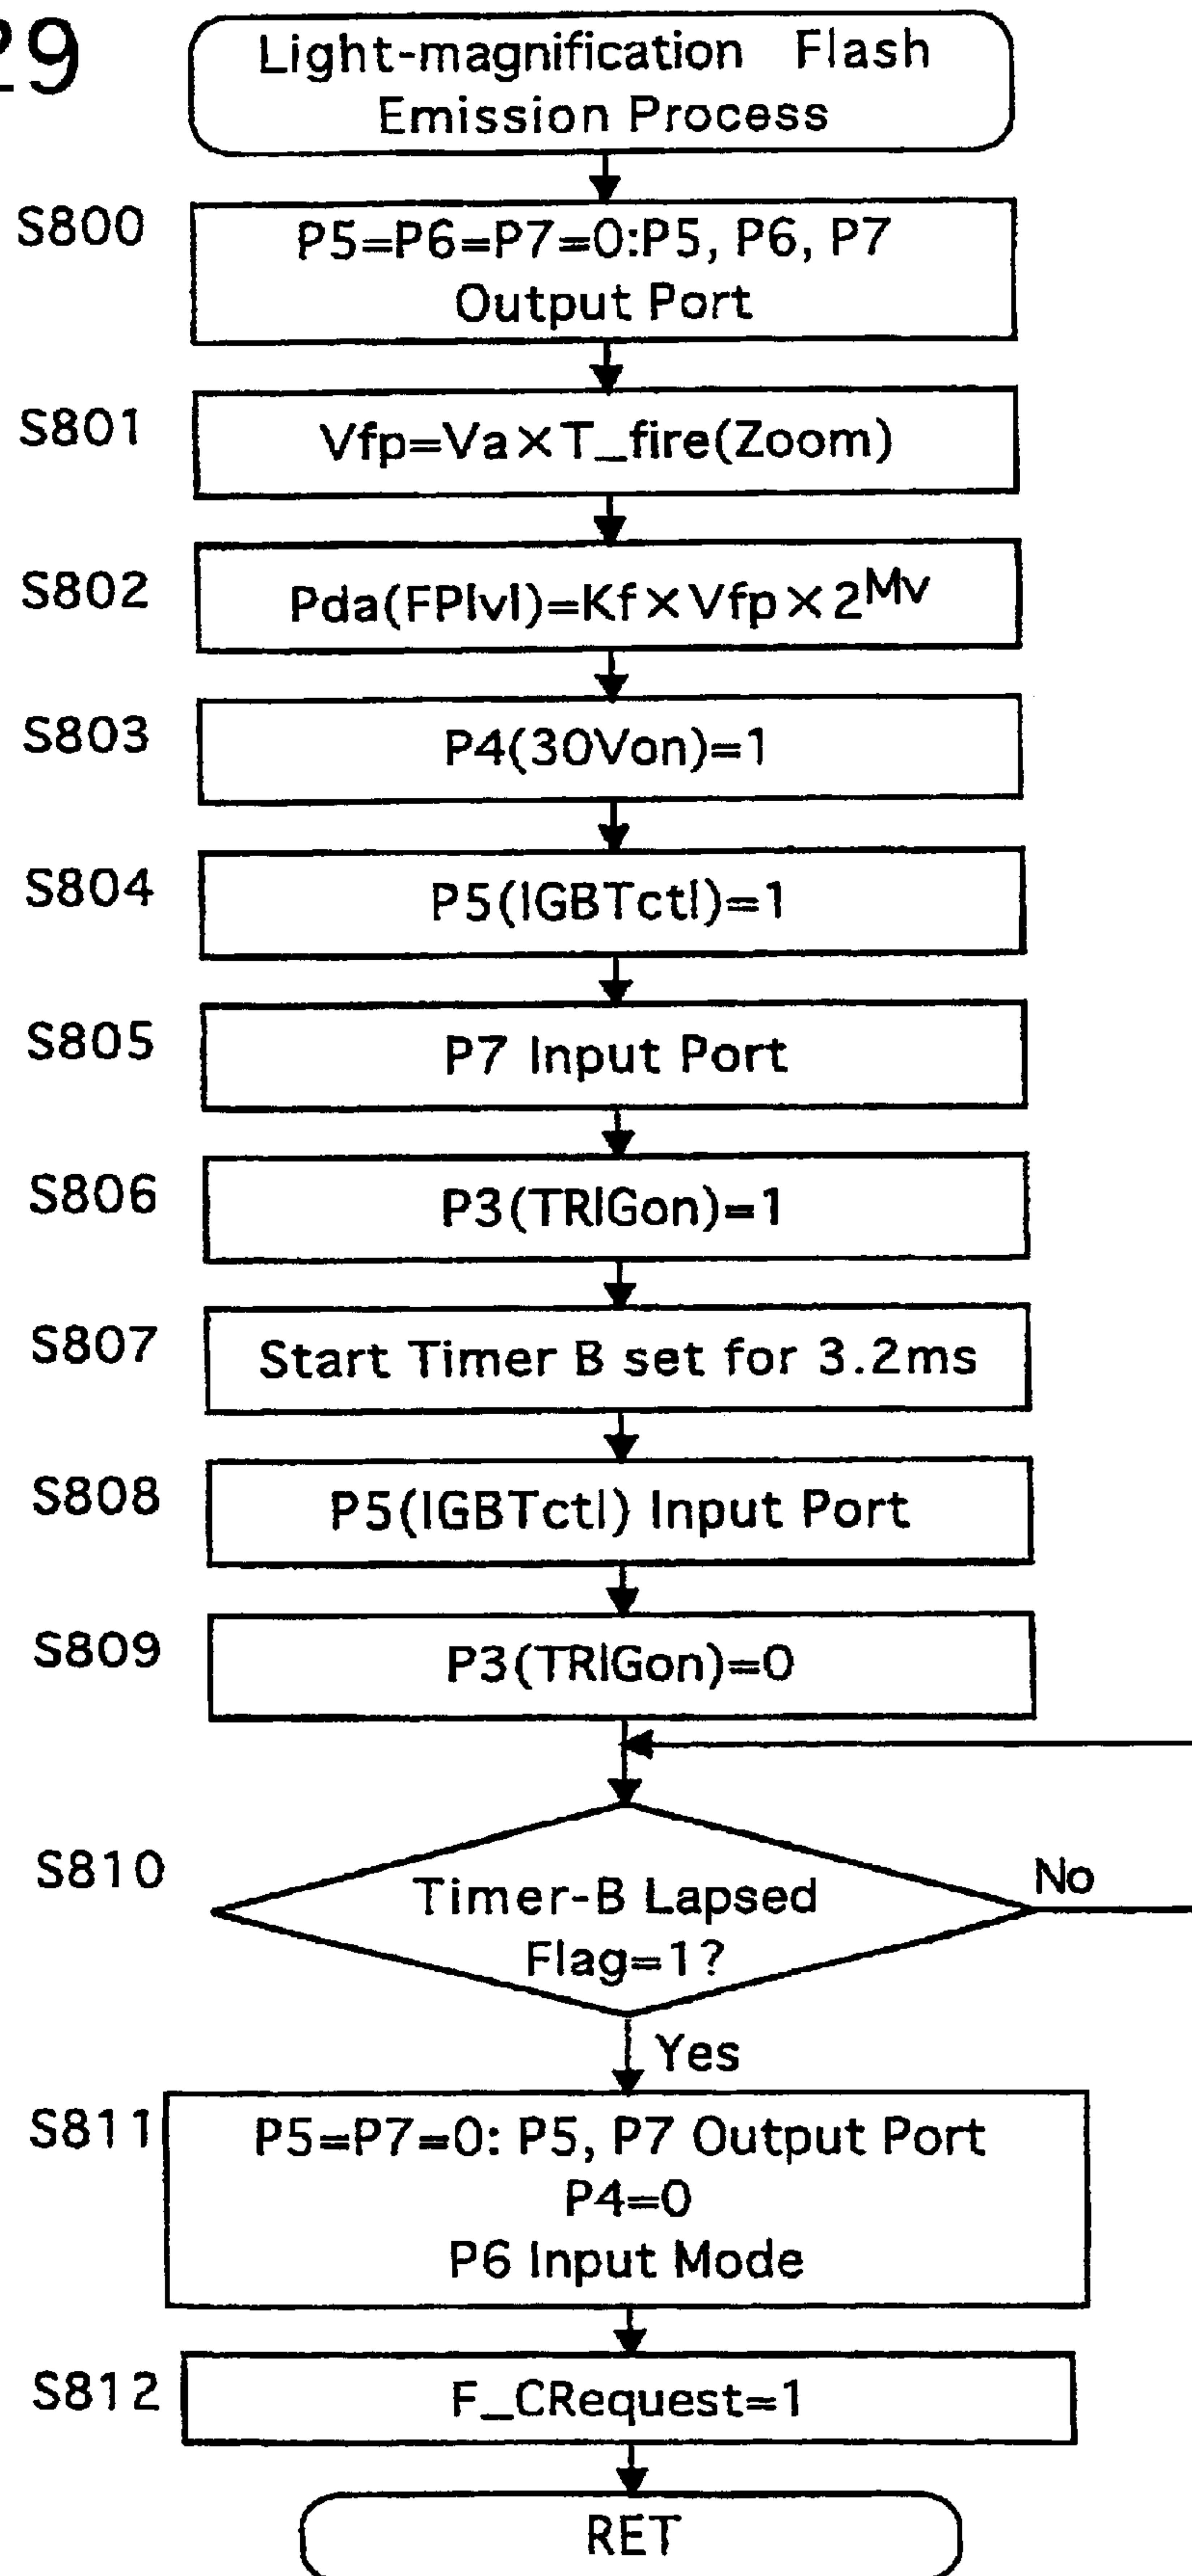 29
Light-magnification Flash
Emission Process
S800
P5=P6=P7=0:P5, P6, P7
Output Port
S801
Vfp=Va×T_fire(Zoom)
S802
Pda(FPlvl)=Kf×Vfp×2^Mv
S803
P4(30Von)=1
S804
P5(IGBTctl)=1
S805
P7 Input Port
S806
P3(TRIGon)=1
S807
Start Timer B set for 3.2ms
S808
P5(IGBTctl) Input Port
S809
P3(TRIGon)=0
S810
Timer-B Lapsed
Flag=1?
No
Yes
S811
P5=P7=0: P5, P7 Output Port
P4=0
P6 Input Mode
S812
F_CRequest=1
RET